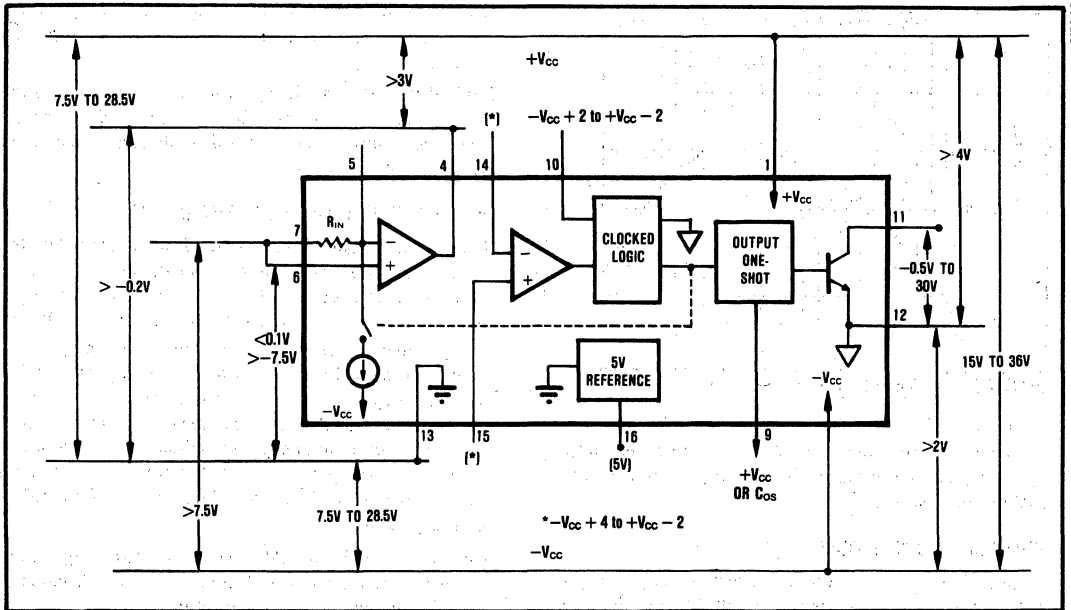 +VCC
>3V
7.5V TO 28.5V
(*)
−VCC + 2 to +VCC − 2
> 4V
5
4
14
10
1
+VCC
7
RIN
−
+
6
−
+
CLOCKED
LOGIC
OUTPUT
ONE-
SHOT
11
−0.5V TO
30V
12
> −0.2V
<0.1V
>−7.5V
15V TO 36V
5V
REFERENCE
−VCC
−VCC
13
15
16
9
(*)
(5V)
+VCC
OR COS
>2V
>7.5V
7.5V TO 28.5V
*−VCC + 4 to +VCC − 2
−VCC